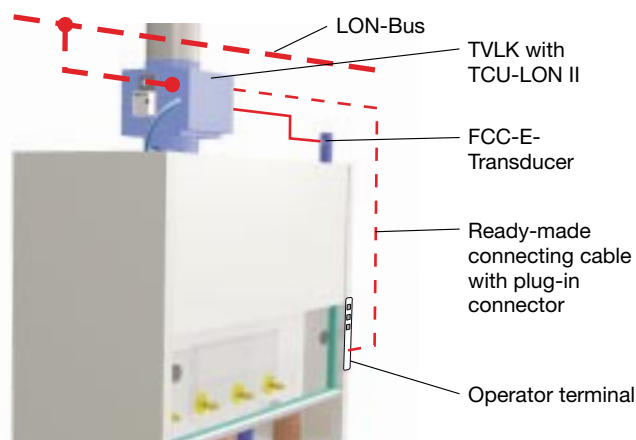 LON-Bus
TVLK with
TCU-LON II
FCC-E-
Transducer
Ready-made
connecting cable
with plug-in
connector
Operator terminal